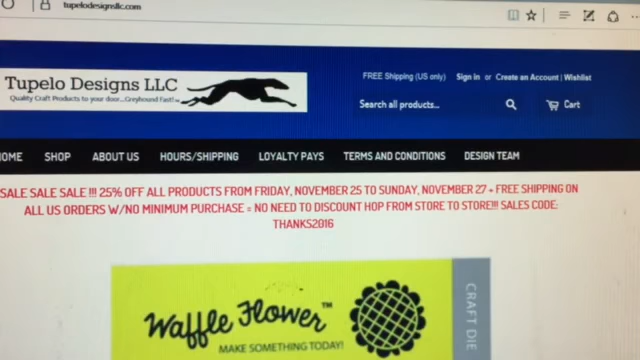 tupelodesignsllc.com
Tupelo Designs LLC
Quality Craft Products to your door...Greyhound Fast!
FREE Shipping (US only) Sign in or Create an Account | Wishlist
Search all products...
Cart
HOME SHOP ABOUT US HOURS/SHIPPING LOYALTY PAYS TERMS AND CONDITIONS DESIGN TEAM
SALE SALE SALE !!! 25% OFF ALL PRODUCTS FROM FRIDAY, NOVEMBER 25 TO SUNDAY, NOVEMBER 27 + FREE SHIPPING ON
ALL US ORDERS W/NO MINIMUM PURCHASE = NO NEED TO DISCOUNT HOP FROM STORE TO STORE!!! SALES CODE:
THANKS2016
Waffle Flower™
MAKE SOMETHING TODAY!
CRAFT DIE